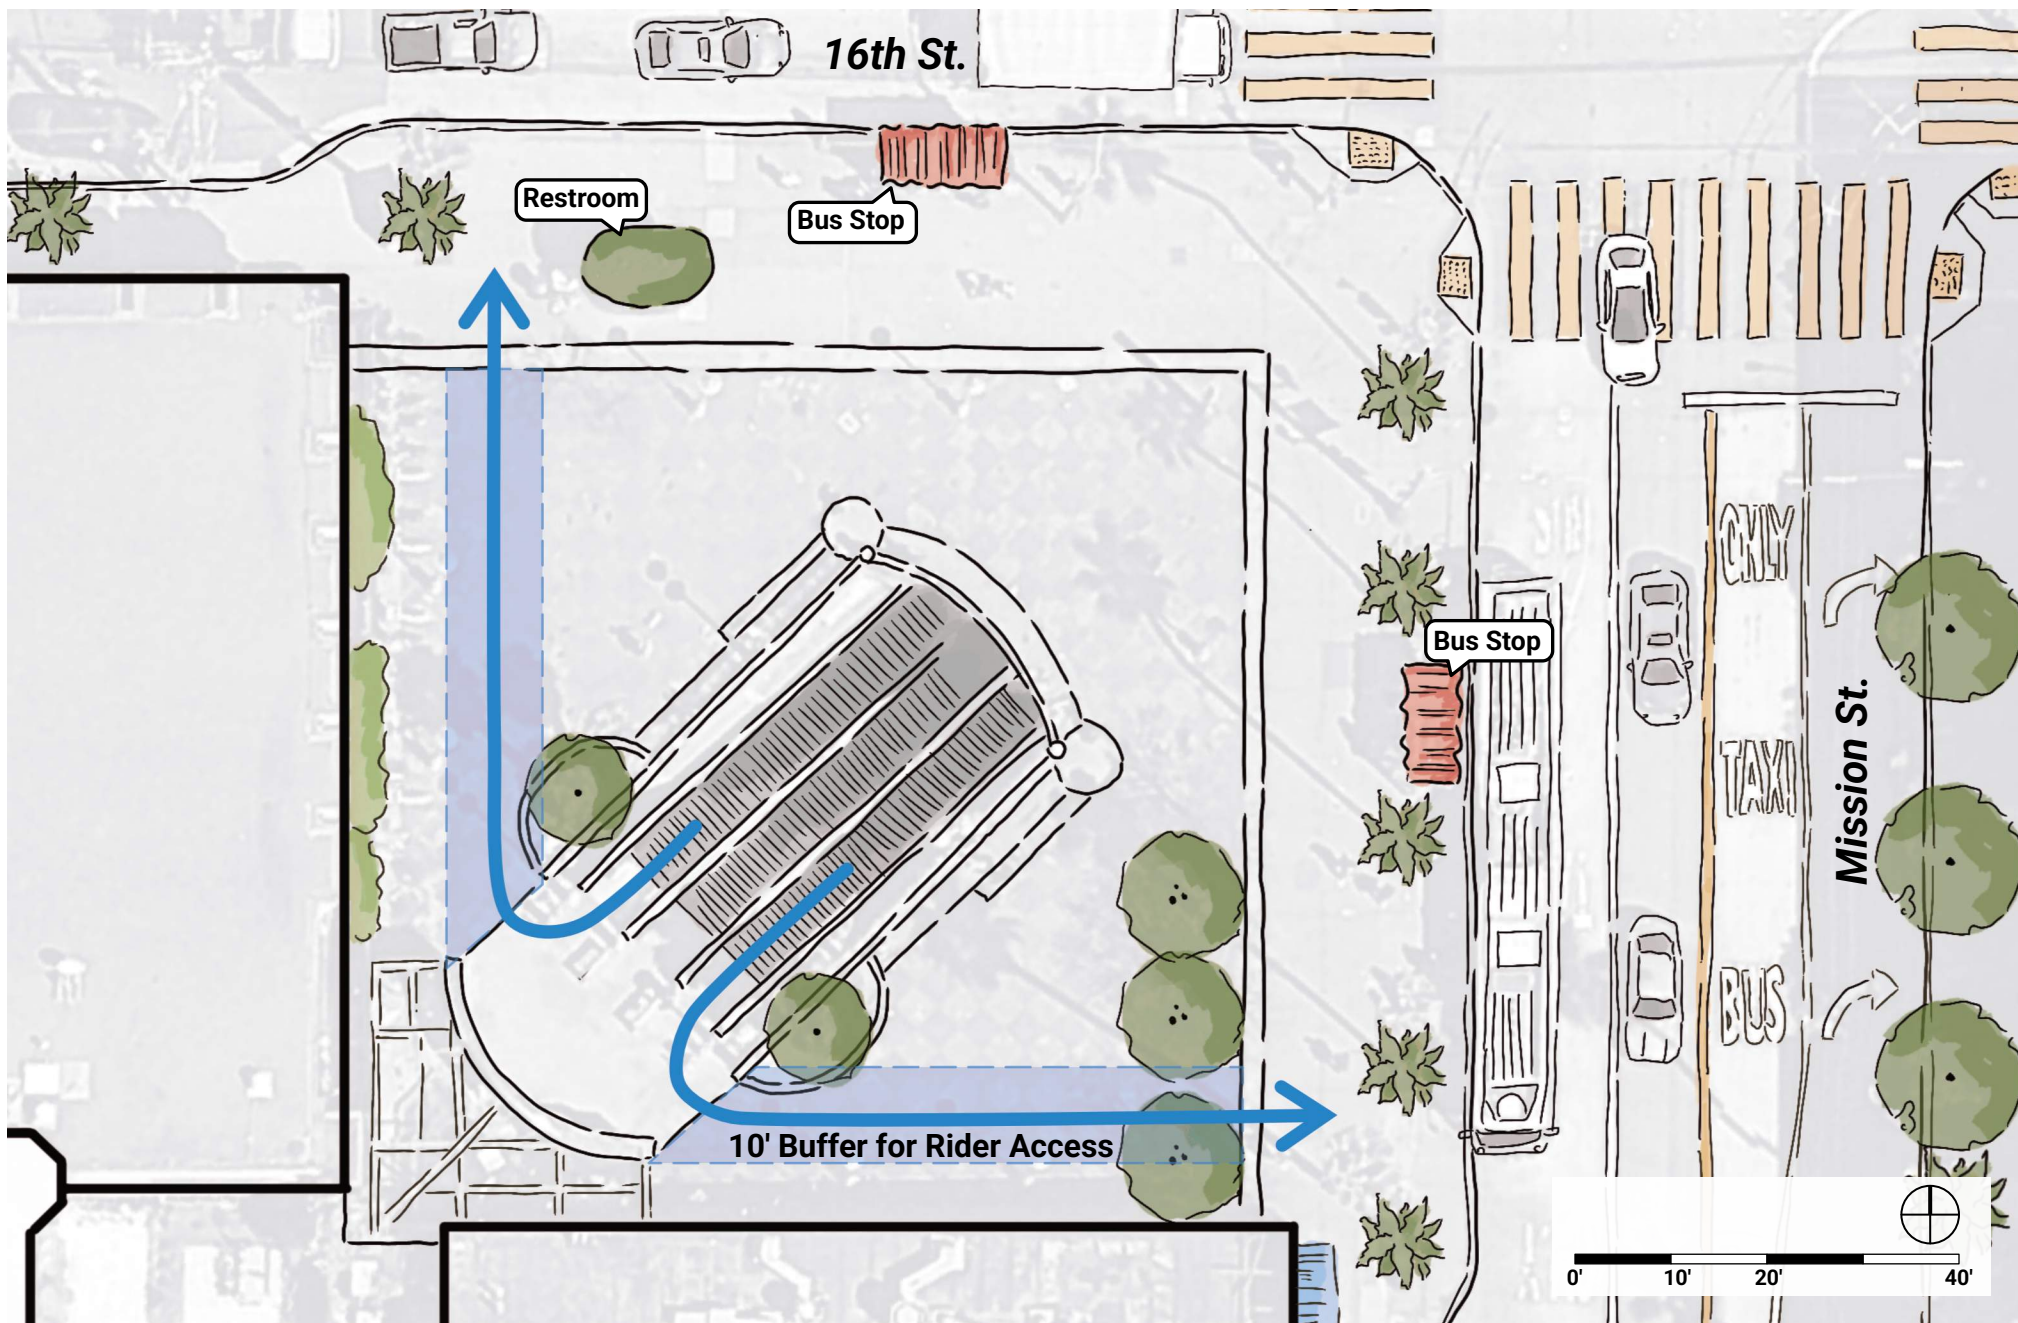 16th St.
Restroom
Bus Stop
ONLY
Bus Stop
Mission St.
TAXI
BUS
10' Buffer for Rider Access
0' 10' 20' 40'